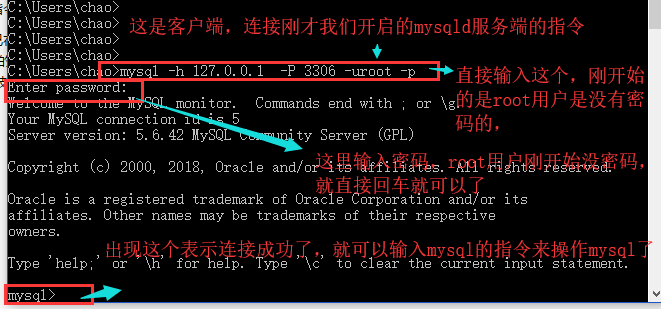 C:\Users\chao>
C:\Users\chao>
这是客户端，连接刚才我们开启的mysqld服务端的指令
C:\Users\chao>
C:\Users\chao>
C:\Users\chao>mysql -h 127.0.0.1 -P 3306 -uroot -p
直接输入这个，刚开始
的是root用户是没有密
码的，
Enter password:
Welcome to the MySQL monitor.  Commands end with ; or \g
Your MySQL connection id is 5
Server version: 5.6.42 MySQL Community Server (GPL)
这里输入密码，root用户刚开始没密码，
就直接回车就可以了
Copyright (c) 2000, 2018, Oracle and/or its affiliates. All rights reserved.
Oracle is a registered trademark of Oracle Corporation and/or its
affiliates. Other names may be trademarks of their respective
owners.
出现这个表示连接成功了，就可以输入mysql的指令来操作mysql了
Type 'help;' or '\h' for help. Type '\c' to clear the current input statement.
mysql>